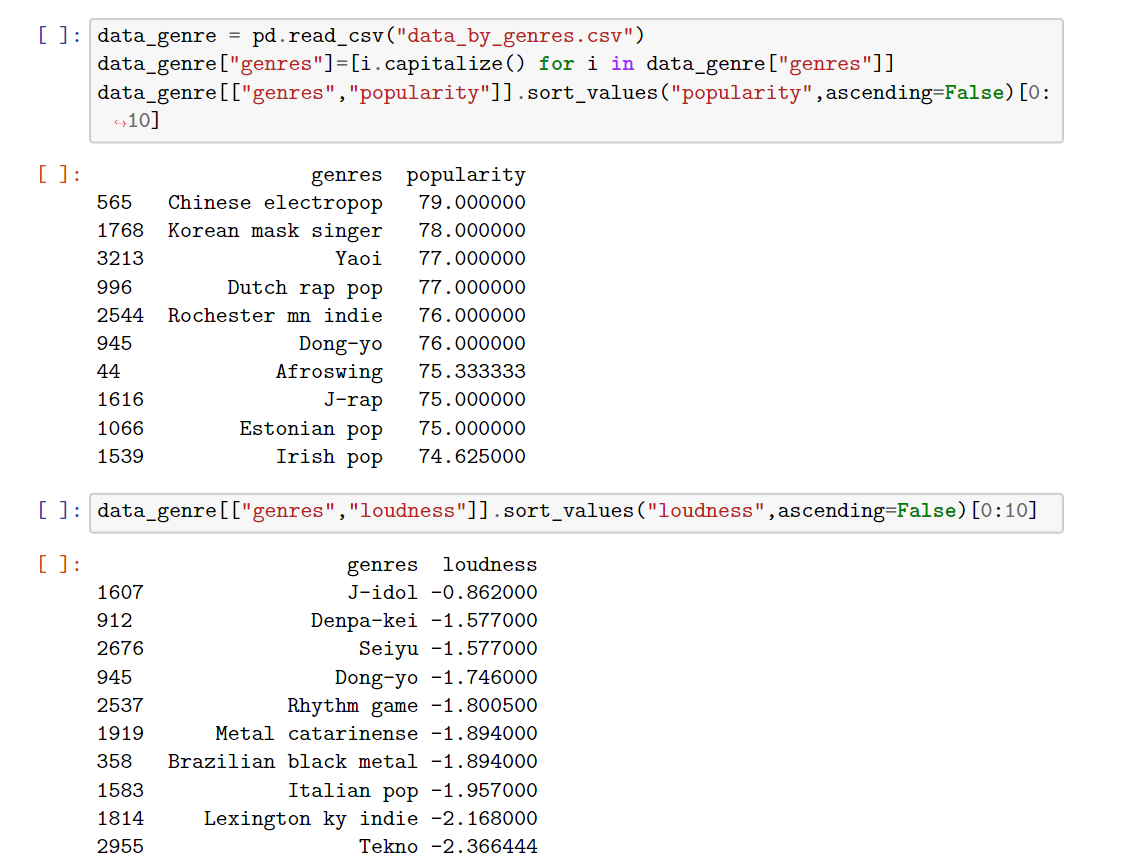 [ ]: data_genre = pd.read_csv("data_by_genres.csv")
data_genre["genres"]=[i.capitalize() for i in data_genre["genres"]]
data_genre[["genres","popularity"]].sort_values("popularity",ascending=False)[0:
↪10]
[ ]: genres popularity
565 Chinese electropop 79.000000
1768 Korean mask singer 78.000000
3213 Yaoi 77.000000
996 Dutch rap pop 77.000000
2544 Rochester mn indie 76.000000
945 Dong-yo 76.000000
44 Afroswing 75.333333
1616 J-rap 75.000000
1066 Estonian pop 75.000000
1539 Irish pop 74.625000
[ ]: data_genre[["genres","loudness"]].sort_values("loudness",ascending=False)[0:10]
[ ]: genres loudness
1607 J-idol -0.862000
912 Denpa-kei -1.577000
2676 Seiyu -1.577000
945 Dong-yo -1.746000
2537 Rhythm game -1.800500
1919 Metal catarinense -1.894000
358 Brazilian black metal -1.894000
1583 Italian pop -1.957000
1814 Lexington ky indie -2.168000
2955 Tekno -2.366444